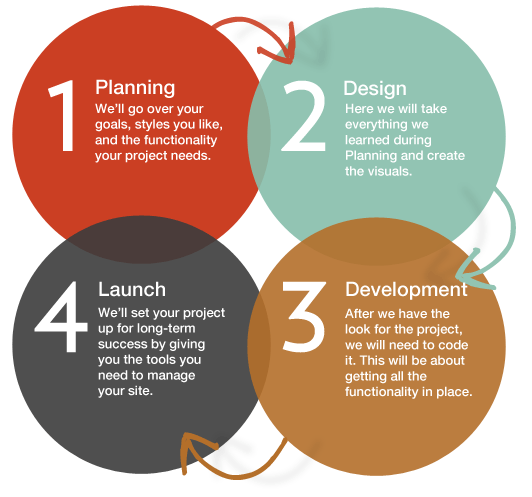 1
Planning
We'll go over your
goals, styles you like,
and the functionality
your project needs.
2
Design
Here we will take
everything we
learned during
Planning and create
the visuals.
3
Development
After we have the
look for the project,
we will need to code
it. This will be about
getting all the
functionality in place.
4
Launch
We'll set your project
up for long-term
success by giving
you the tools you
need to manage
your site.